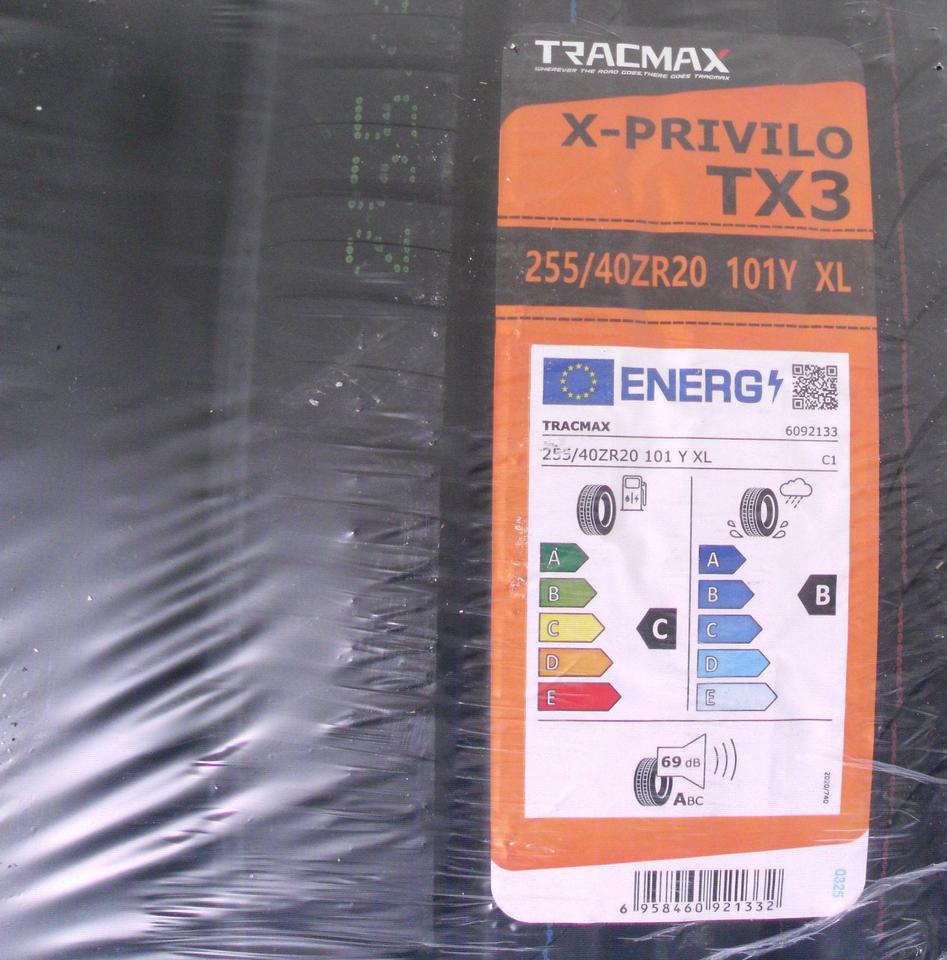 TRACMAX
WHEREVER THE ROAD GOES,THERE GOES TRACMAX
X-PRIVILO
TX3
255/40ZR20 101Y XL
ENERG
TRACMAX 6092133
255/40ZR20 101 Y XL C1
A A
B B B
C C C
D D
E E
69 dB
ABC
2020/740
0325
6 958460 921332